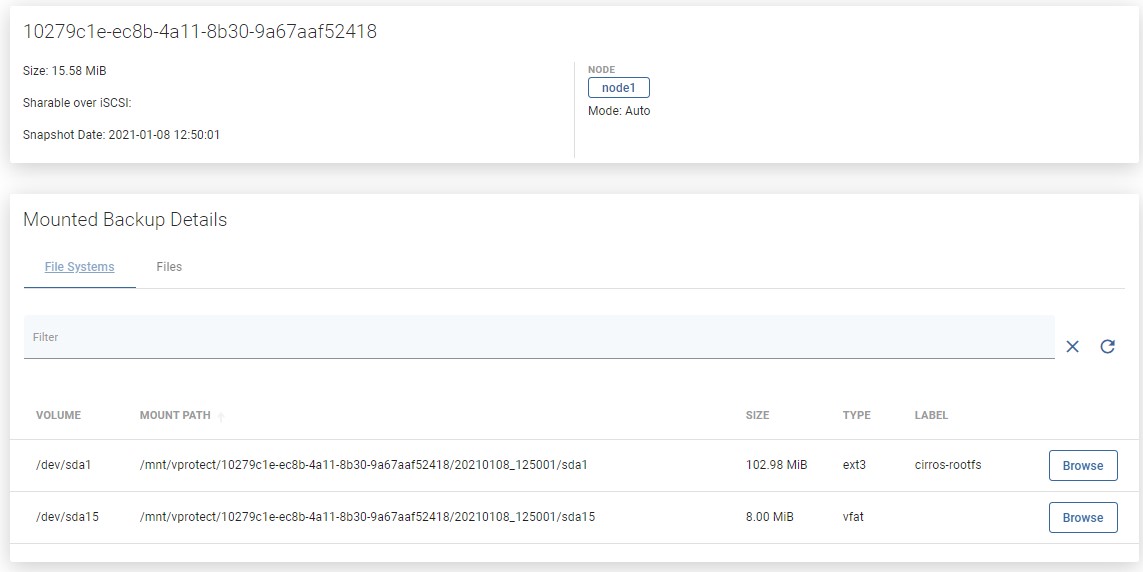 10279c1e-ec8b-4a11-8b30-9a67aaf52418
Size: 15.58 MiB
Sharable over iSCSI:
Snapshot Date: 2021-01-08 12:50:01
NODE
node1
Mode: Auto
Mounted Backup Details
File Systems Files
Filter
VOLUME MOUNT PATH SIZE TYPE LABEL
/dev/sda1 /mnt/vprotect/10279c1e-ec8b-4a11-8b30-9a67aaf52418/20210108_125001/sda1 102.98 MiB ext3 cirros-rootfs Browse
/dev/sda15 /mnt/vprotect/10279c1e-ec8b-4a11-8b30-9a67aaf52418/20210108_125001/sda15 8.00 MiB vfat Browse